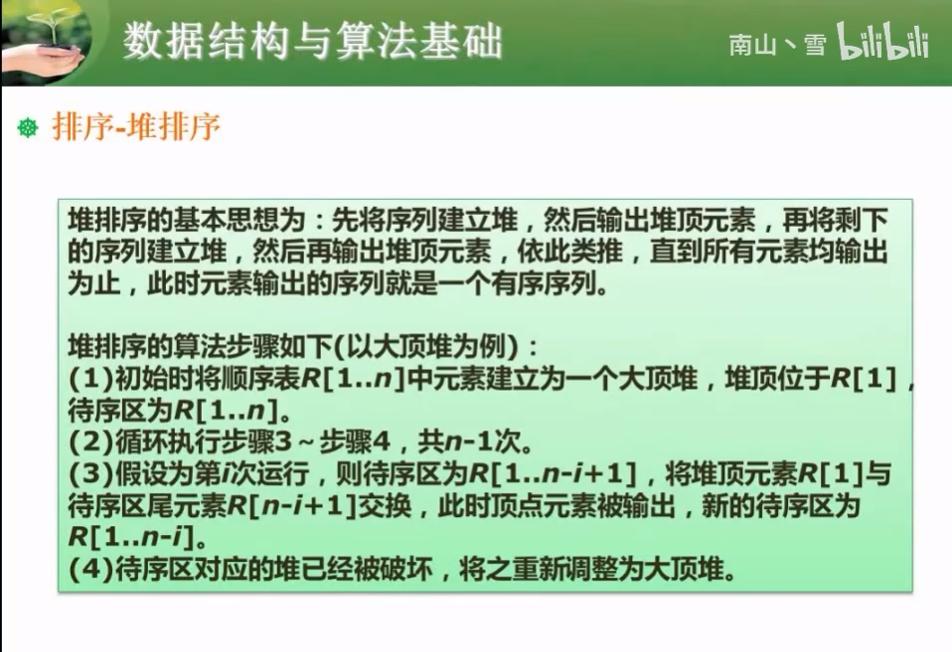 数据结构与算法基础
南山丶雪 bilibili
排序-堆排序
堆排序的基本思想为：先将序列建立堆，然后输出堆顶元素，再将剩下
的序列建立堆，然后再输出堆顶元素，依此类推，直到所有元素均输出
为止，此时元素输出的序列就是一个有序序列。
堆排序的算法步骤如下(以大顶堆为例)：
(1)初始时将顺序表R[1..n]中元素建立为一个大顶堆，堆顶位于R[1]，
待序区为R[1..n]。
(2)循环执行步骤3～步骤4，共n-1次。
(3)假设为第i次运行，则待序区为R[1..n-i+1]，将堆顶元素R[1]与
待序区尾元素R[n-i+1]交换，此时顶点元素被输出，新的待序区为
R[1..n-i]。
(4)待序区对应的堆已经被破坏，将之重新调整为大顶堆。